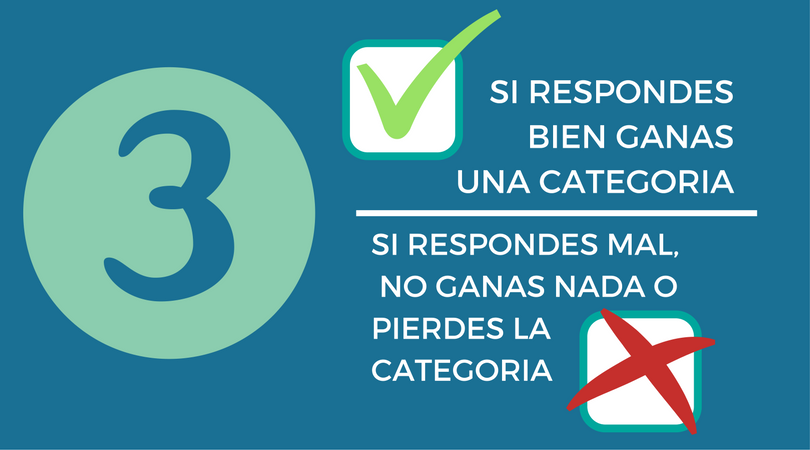 3
SI RESPONDES
BIEN GANAS
UNA CATEGORIA
SI RESPONDES MAL,
NO GANAS NADA O
PIERDES LA
CATEGORIA